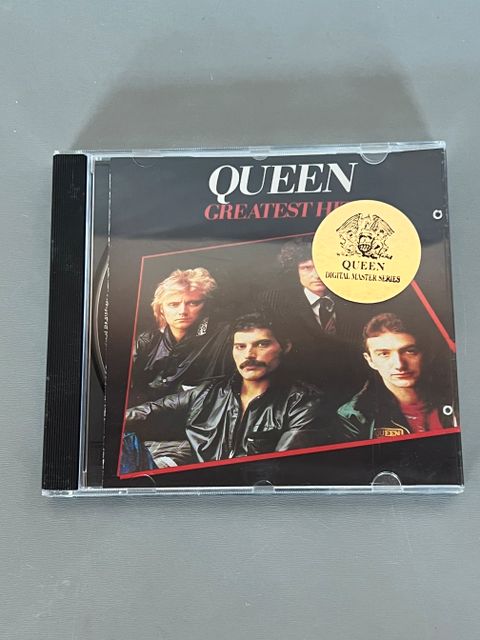 QUEEN
GREATEST HI
QUEEN
DIGITAL MASTER SERIES
QUEEN